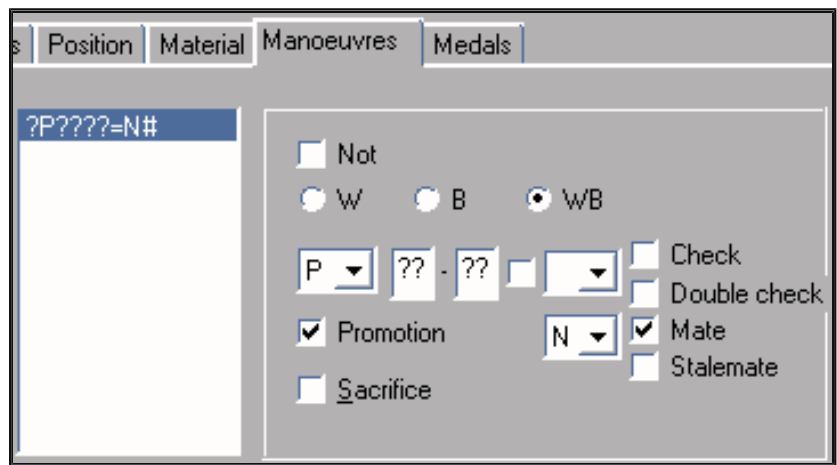 s Position Material Manoeuvres Medals
?P????=N#
Not
W B WB
P ?? - ?? Check
Double check
Promotion N Mate
Stalemate
Sacrifice